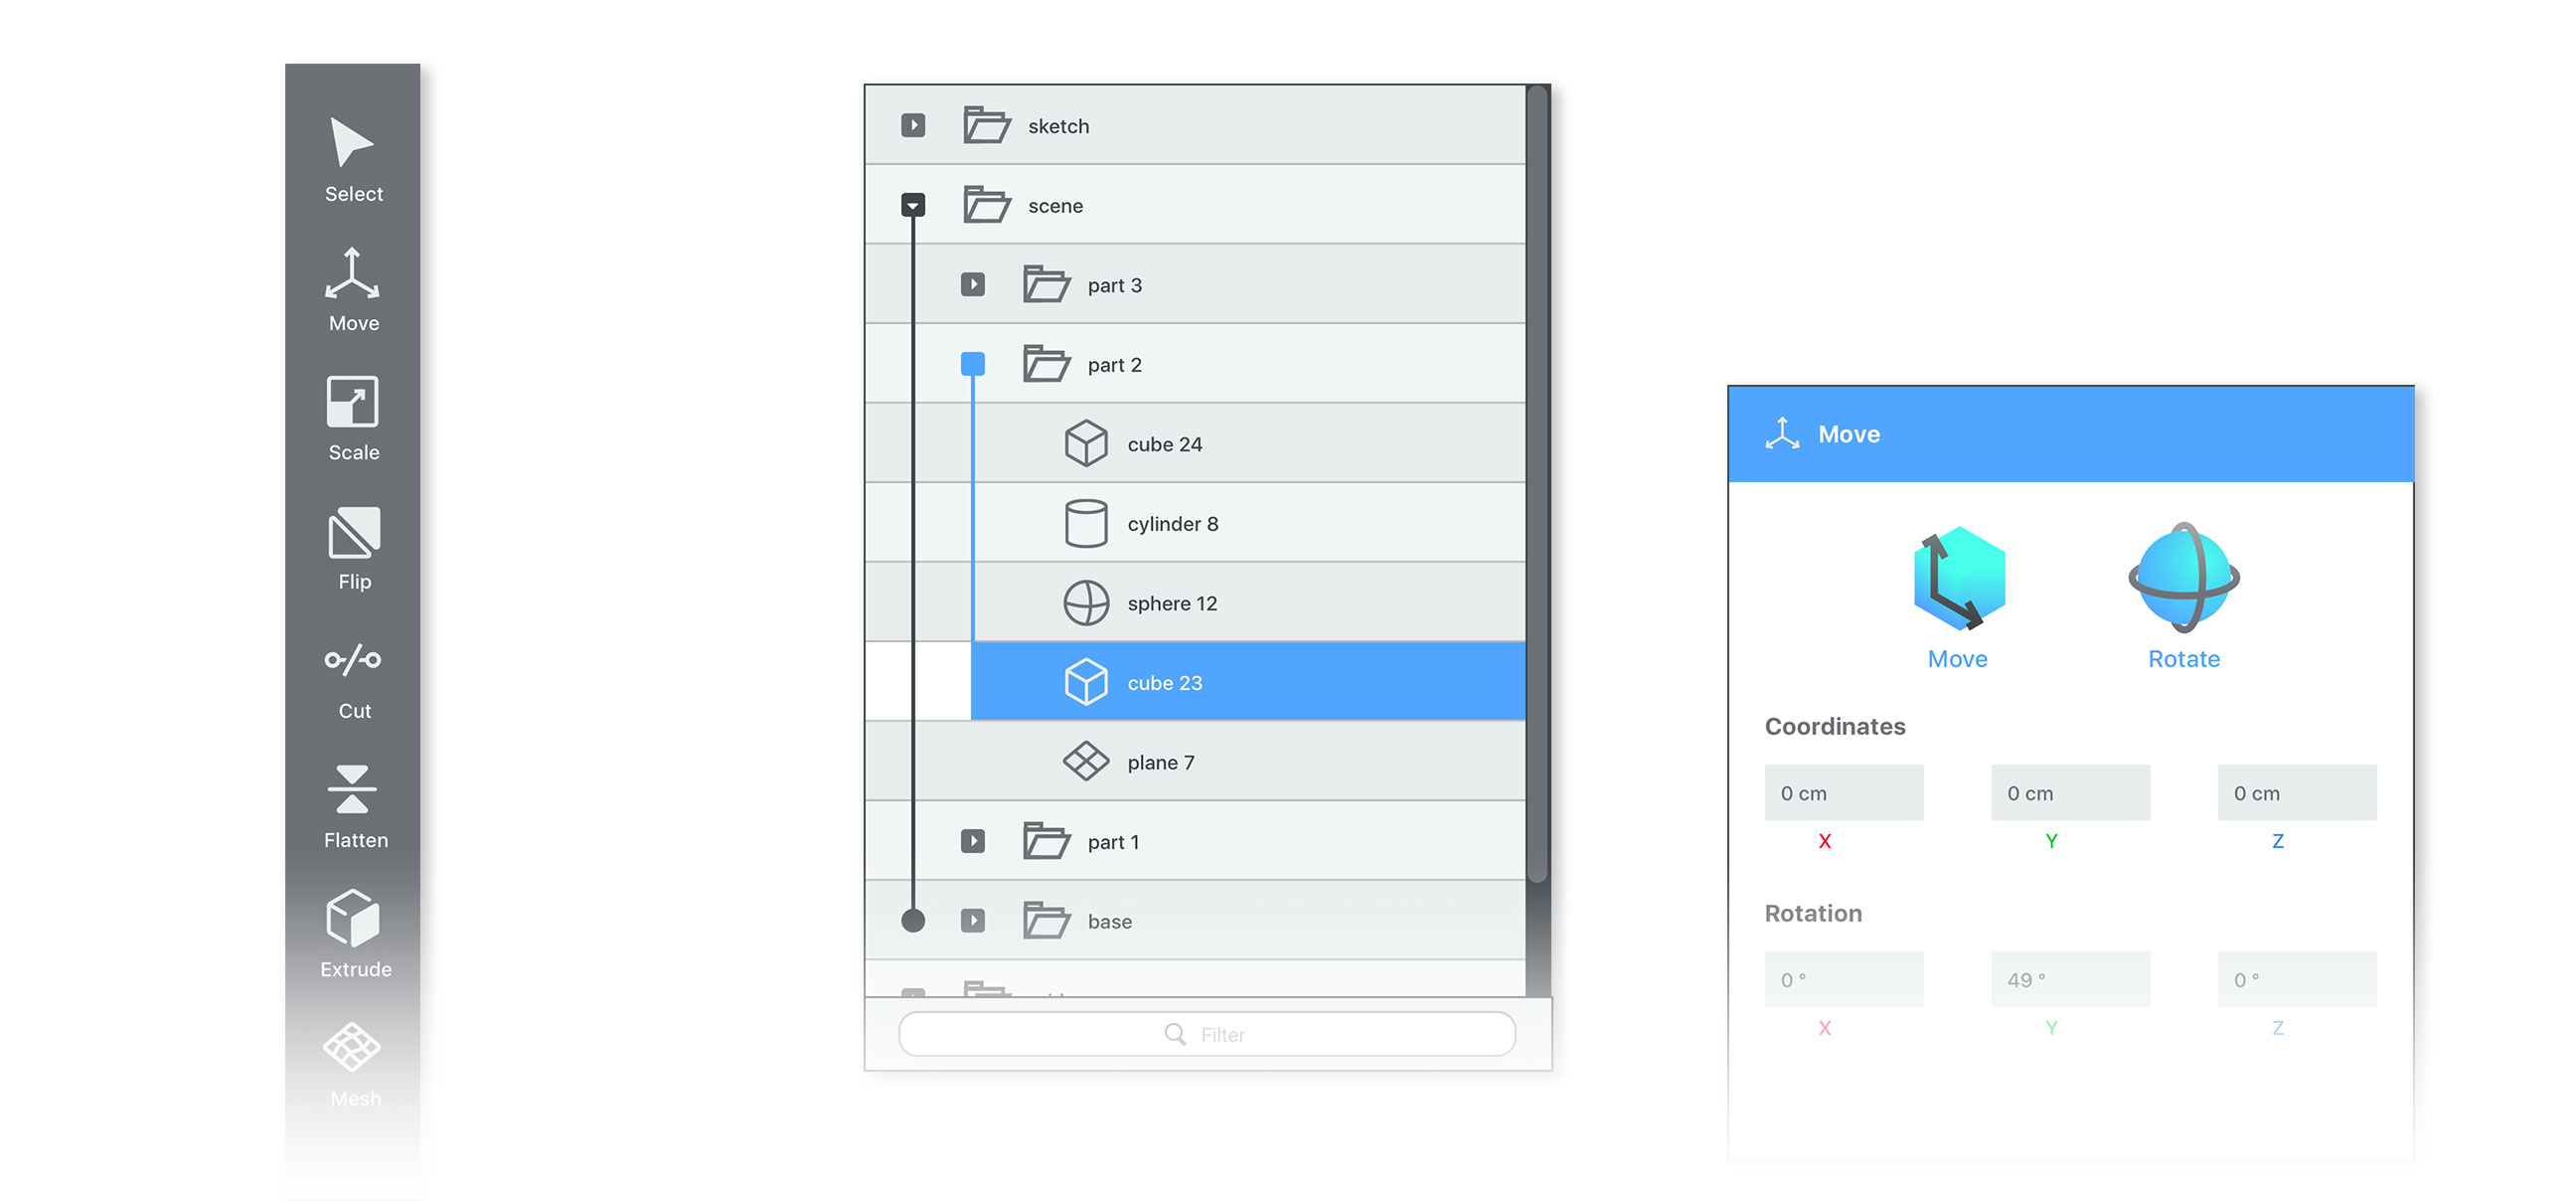 Select
Move
Scale
Flip
Cut
Flatten
Extrude
Mesh
sketch
scene
part 3
part 2
cube 24
cylinder 8
sphere 12
cube 23
plane 7
part 1
base
Filter
Move
Move Rotate
Coordinates
0 cm 0 cm 0 cm
X Y Z
Rotation
0 ° 49 ° 0 °
X Y Z